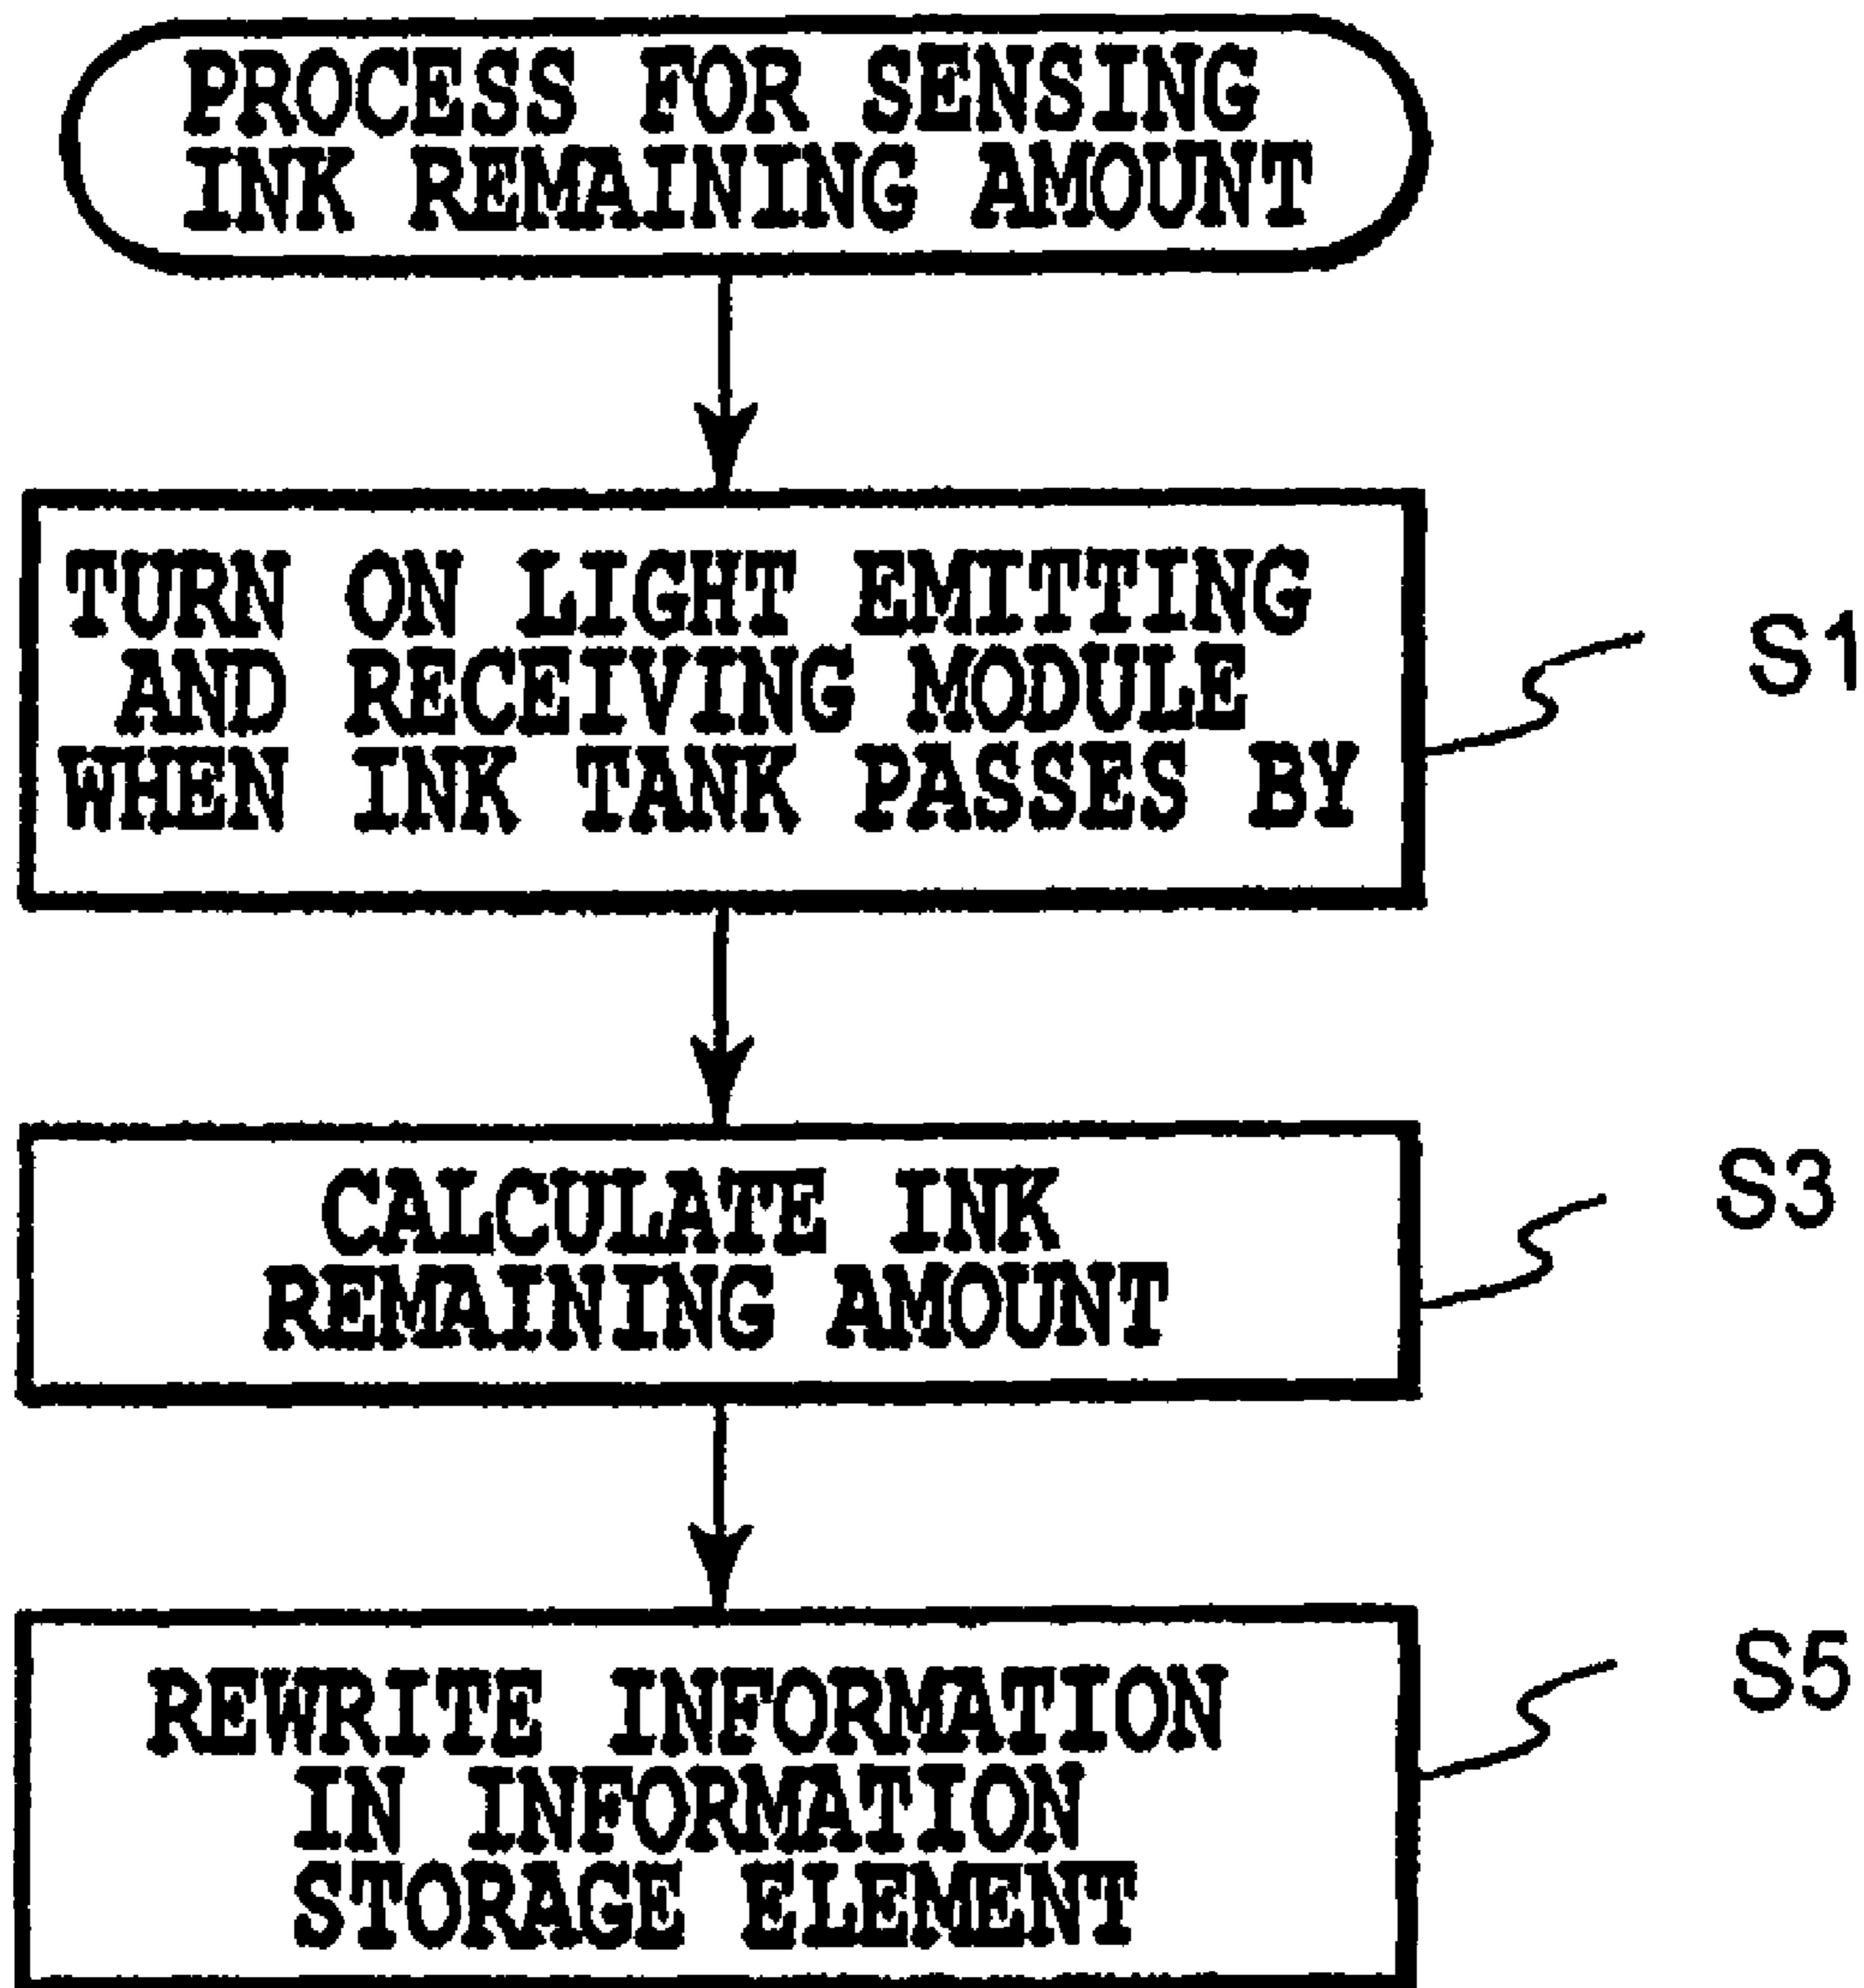 PROCESS FOR SENSING
INK REMAINING AMOUNT
TURN ON LIGHT EMITTING
AND RECEIVING MODULE
WHEN INK TANK PASSES BY
S1
CALCULATE INK
REMAINING AMOUNT
S3
REWRITE INFORMATION
IN INFORMATION
STORAGE ELEMENT
S5